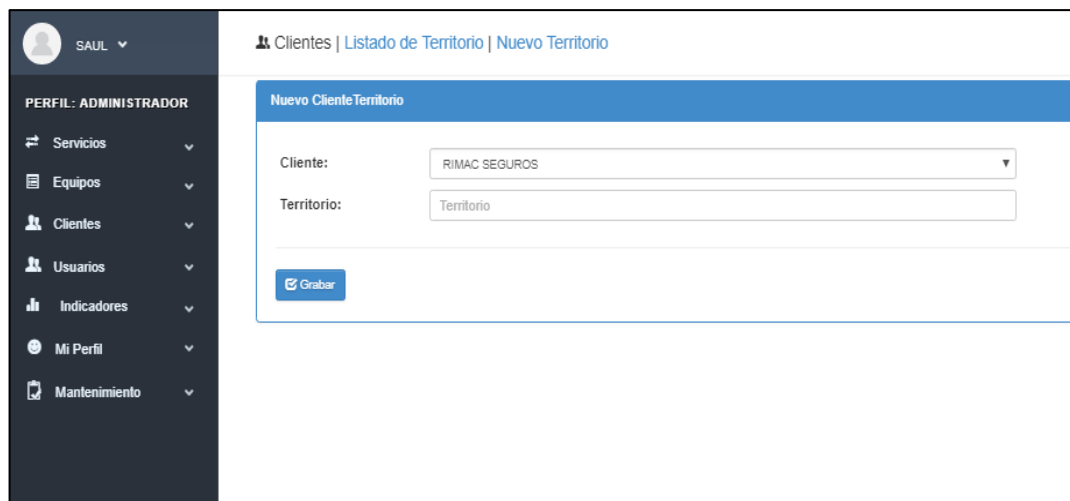 SAUL
PERFIL: ADMINISTRADOR
Servicios
Equipos
Clientes
Usuarios
Indicadores
Mi Perfil
Mantenimiento
Clientes | Listado de Territorio | Nuevo Territorio
Nuevo ClienteTerritorio
Cliente: RIMAC SEGUROS
Territorio: Territorio
Grabar